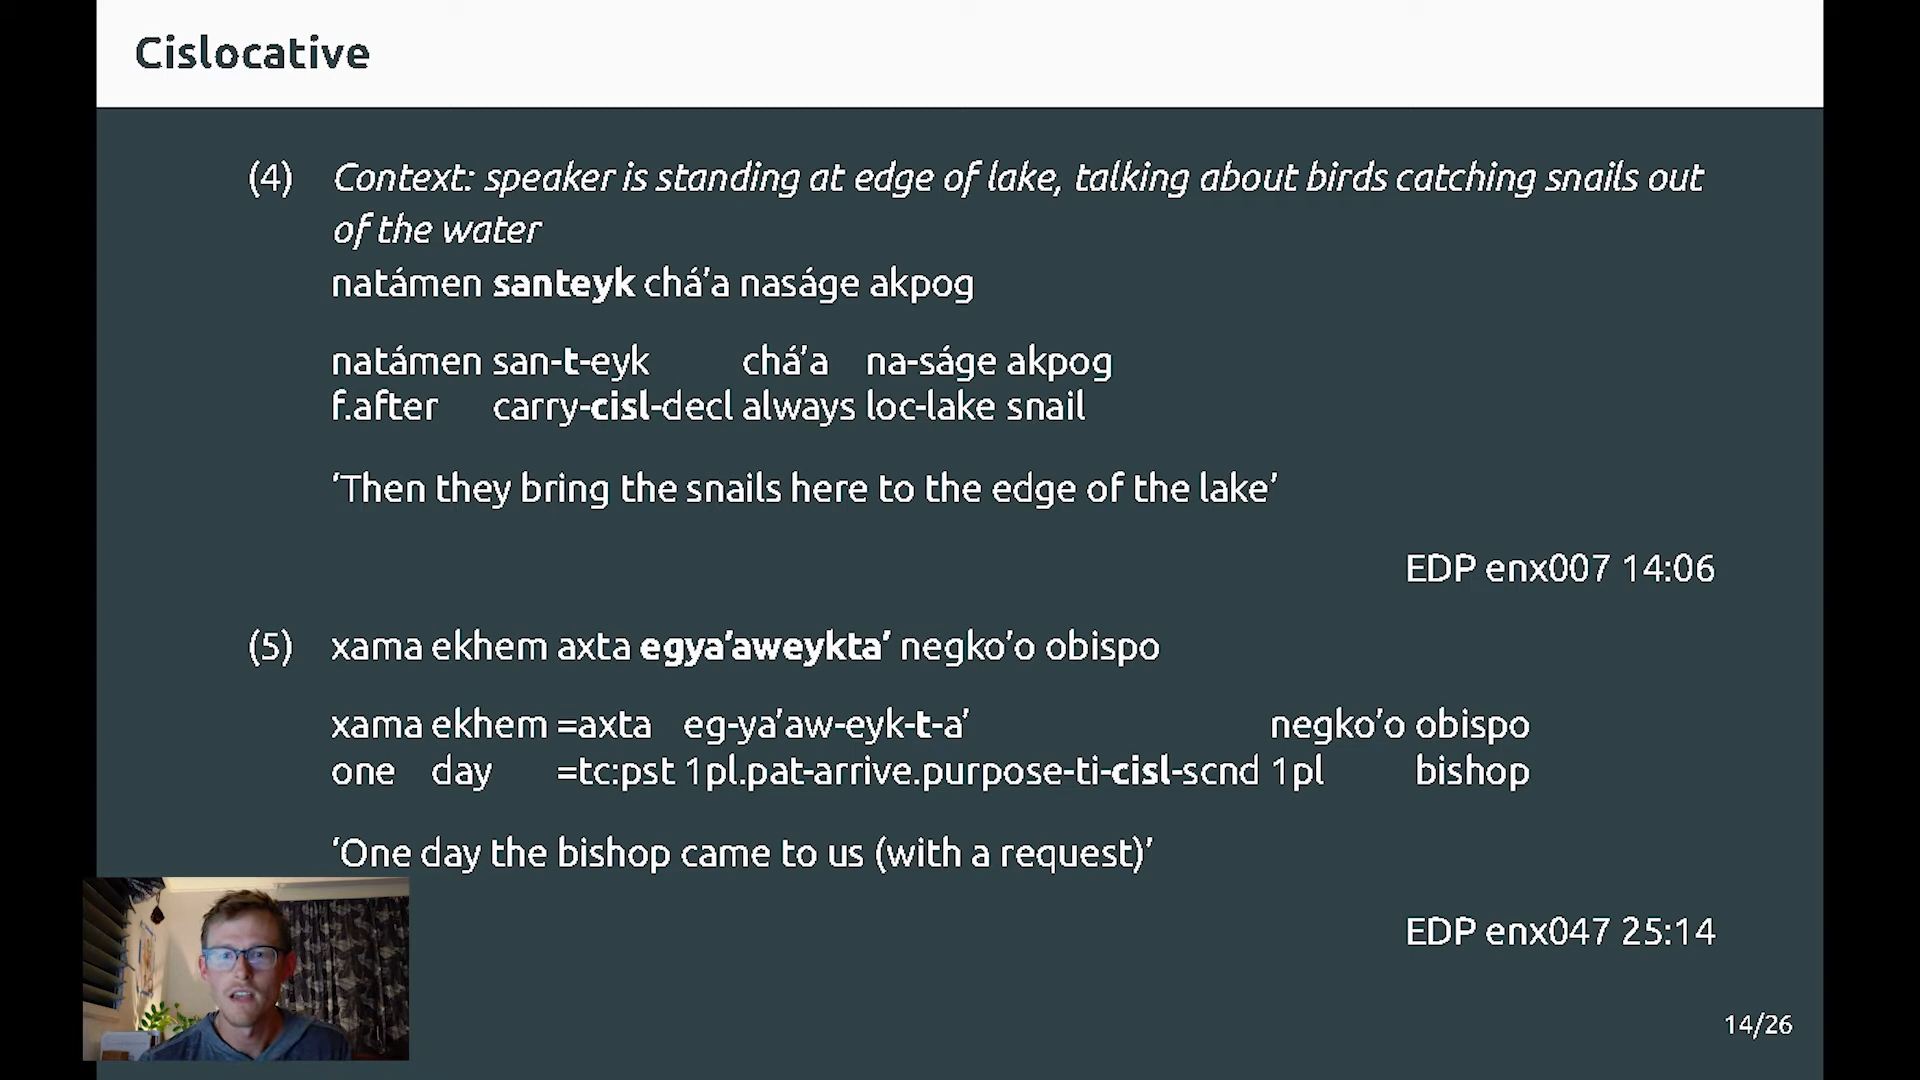 Cislocative
(4) Context: speaker is standing at edge of lake, talking about birds catching snails out
of the water
natámen santeyk chá’a naságe akpog
natámen san-t-eyk chá’a na-ságe akpog
f.after carry-cisl-decl always loc-lake snail
‘Then they bring the snails here to the edge of the lake’
EDP enx007 14:06
(5) xama ekhem axta egya’aweykta’ negko’o obispo
xama ekhem =axta eg-ya’aw-eyk-t-a’ negko’o obispo
one day =tc:pst 1pl.pat-arrive.purpose-ti-cisl-scnd 1pl bishop
‘One day the bishop came to us (with a request)’
EDP enx047 25:14
14/26